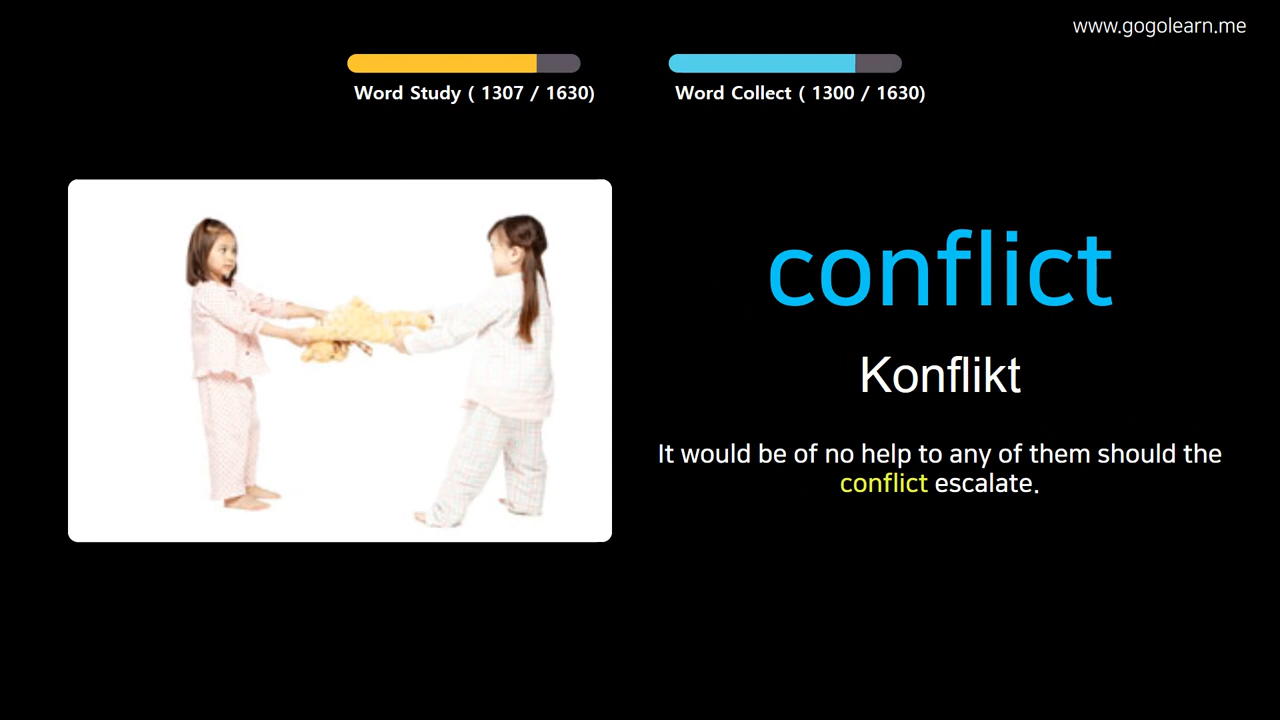 www.gogolearn.me
Word Study ( 1307 / 1630)
Word Collect ( 1300 / 1630)
conflict
Konflikt
It would be of no help to any of them should the
conflict escalate.